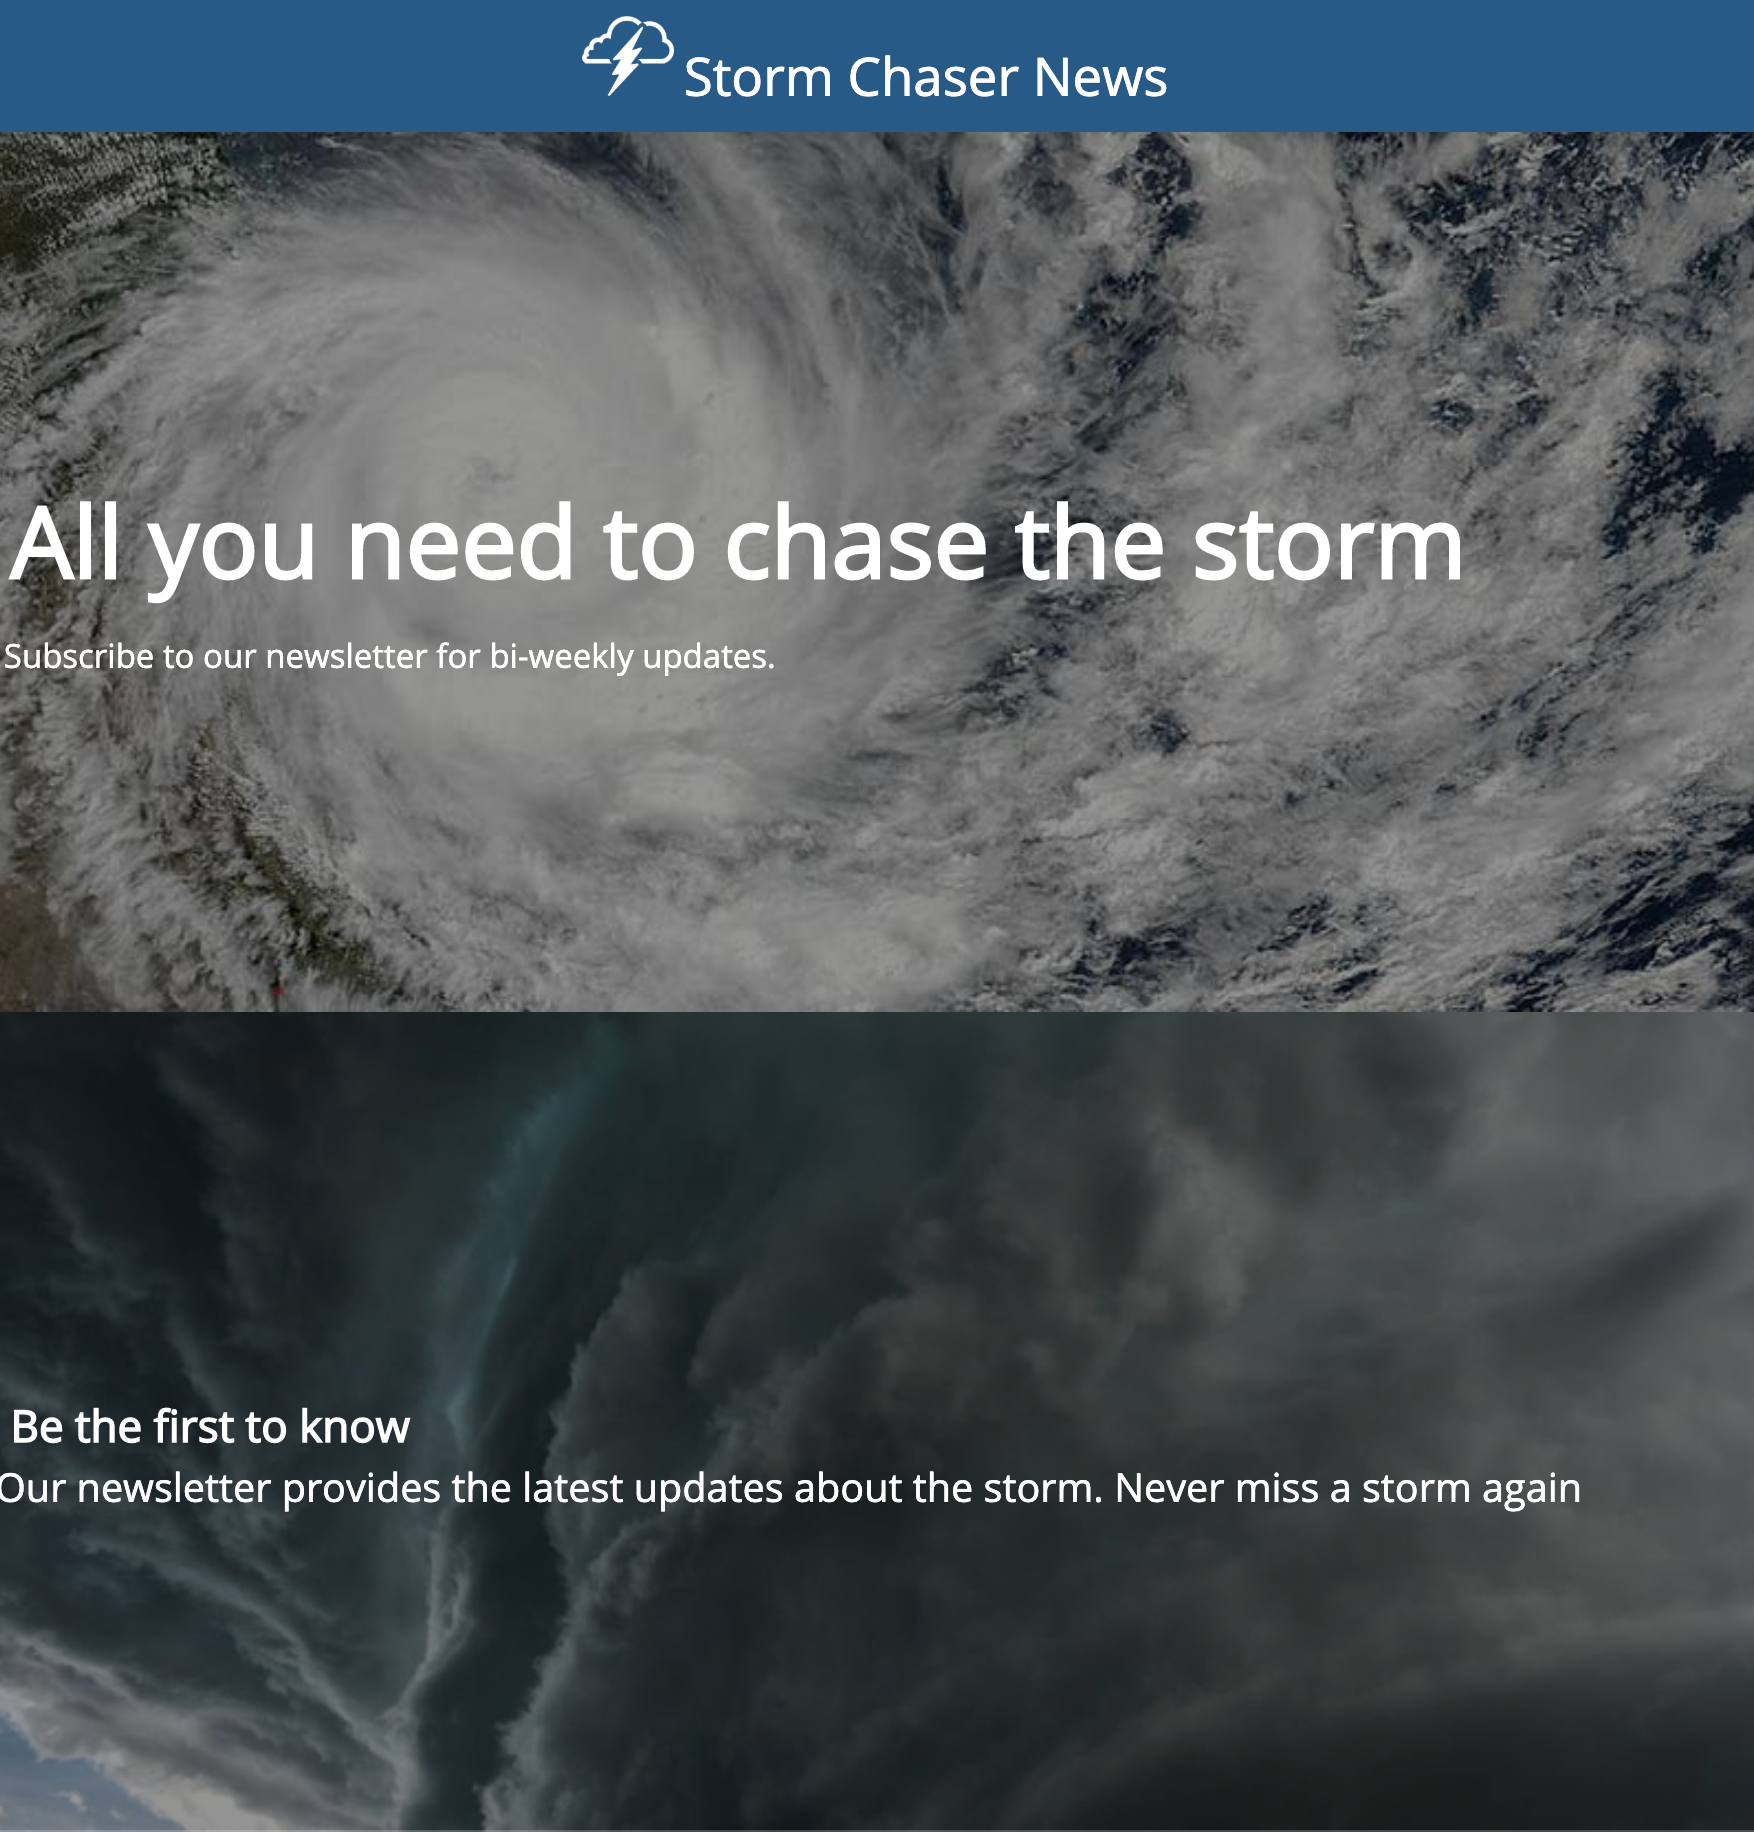 Storm Chaser News
All you need to chase the storm
Subscribe to our newsletter for bi-weekly updates.
Be the first to know
Our newsletter provides the latest updates about the storm. Never miss a storm again